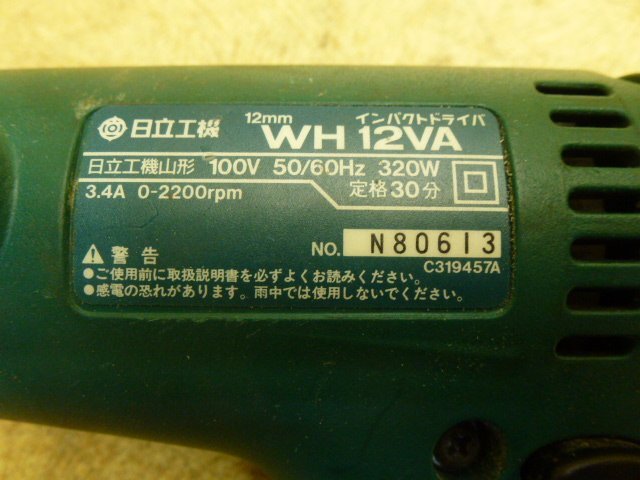 日立工機 12mm インパクトドライバ
WH 12VA
日立工機山形 100V 50/60Hz 320W
3.4A 0-2200rpm 定格30分
NO. N80613
C319457A
警告
●ご使用前に取扱説明書を必ずよくお読みください。
●感電の恐れがあります。雨中では使用しないでください。